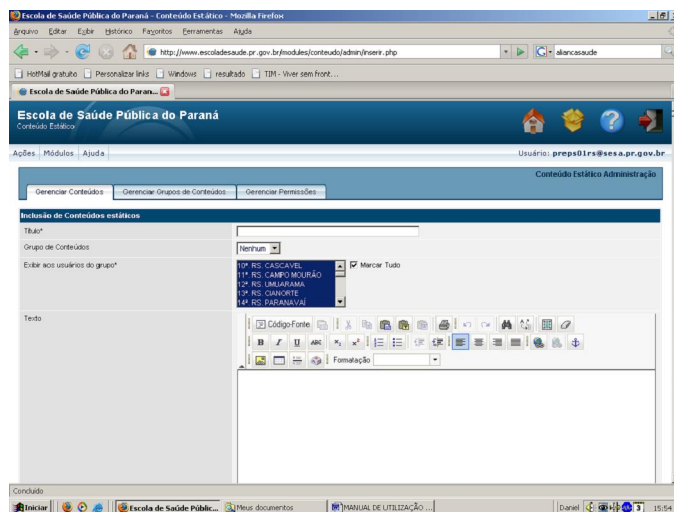 Escola de Saúde Pública do Paraná - Conteúdo Estático - Mozilla Firefox
Arquivo Editar Exibir Histórico Favoritos Ferramentas Ajuda
http://www.escoladesaude.pr.gov.br/modules/conteudo/admin/inserir.php
aliancasaude
HotMail gratuito Personalizar links Windows resultado TIM - Viver sem front...
Escola de Saúde Pública do Paran...
Escola de Saúde Pública do Paraná
Conteúdo Estático
Ações Módulos Ajuda
Usuário: preps01rs@sesa.pr.gov.br
Conteúdo Estático Administração
Gerenciar Conteúdos Gerenciar Grupos de Conteúdos Gerenciar Permissões
Inclusão de Conteúdos estáticos
Título*
Grupo de Conteúdos Nenhum
Exibir aos usuários do grupo* Marcar Tudo
10ª. RS. CASCAVEL
11ª. RS. CAMPO MOURÃO
12ª. RS. UMUARAMA
13ª. RS. CIANORTE
14ª. RS. PARANAVAÍ
Texto
Código-Fonte
B I U ABC x₂ x²
Formatação
Concluído
Iniciar Escola de Saúde Públic... Meus documentos MANUAL DE UTILIZAÇÃO ... Daniel 3 15:54